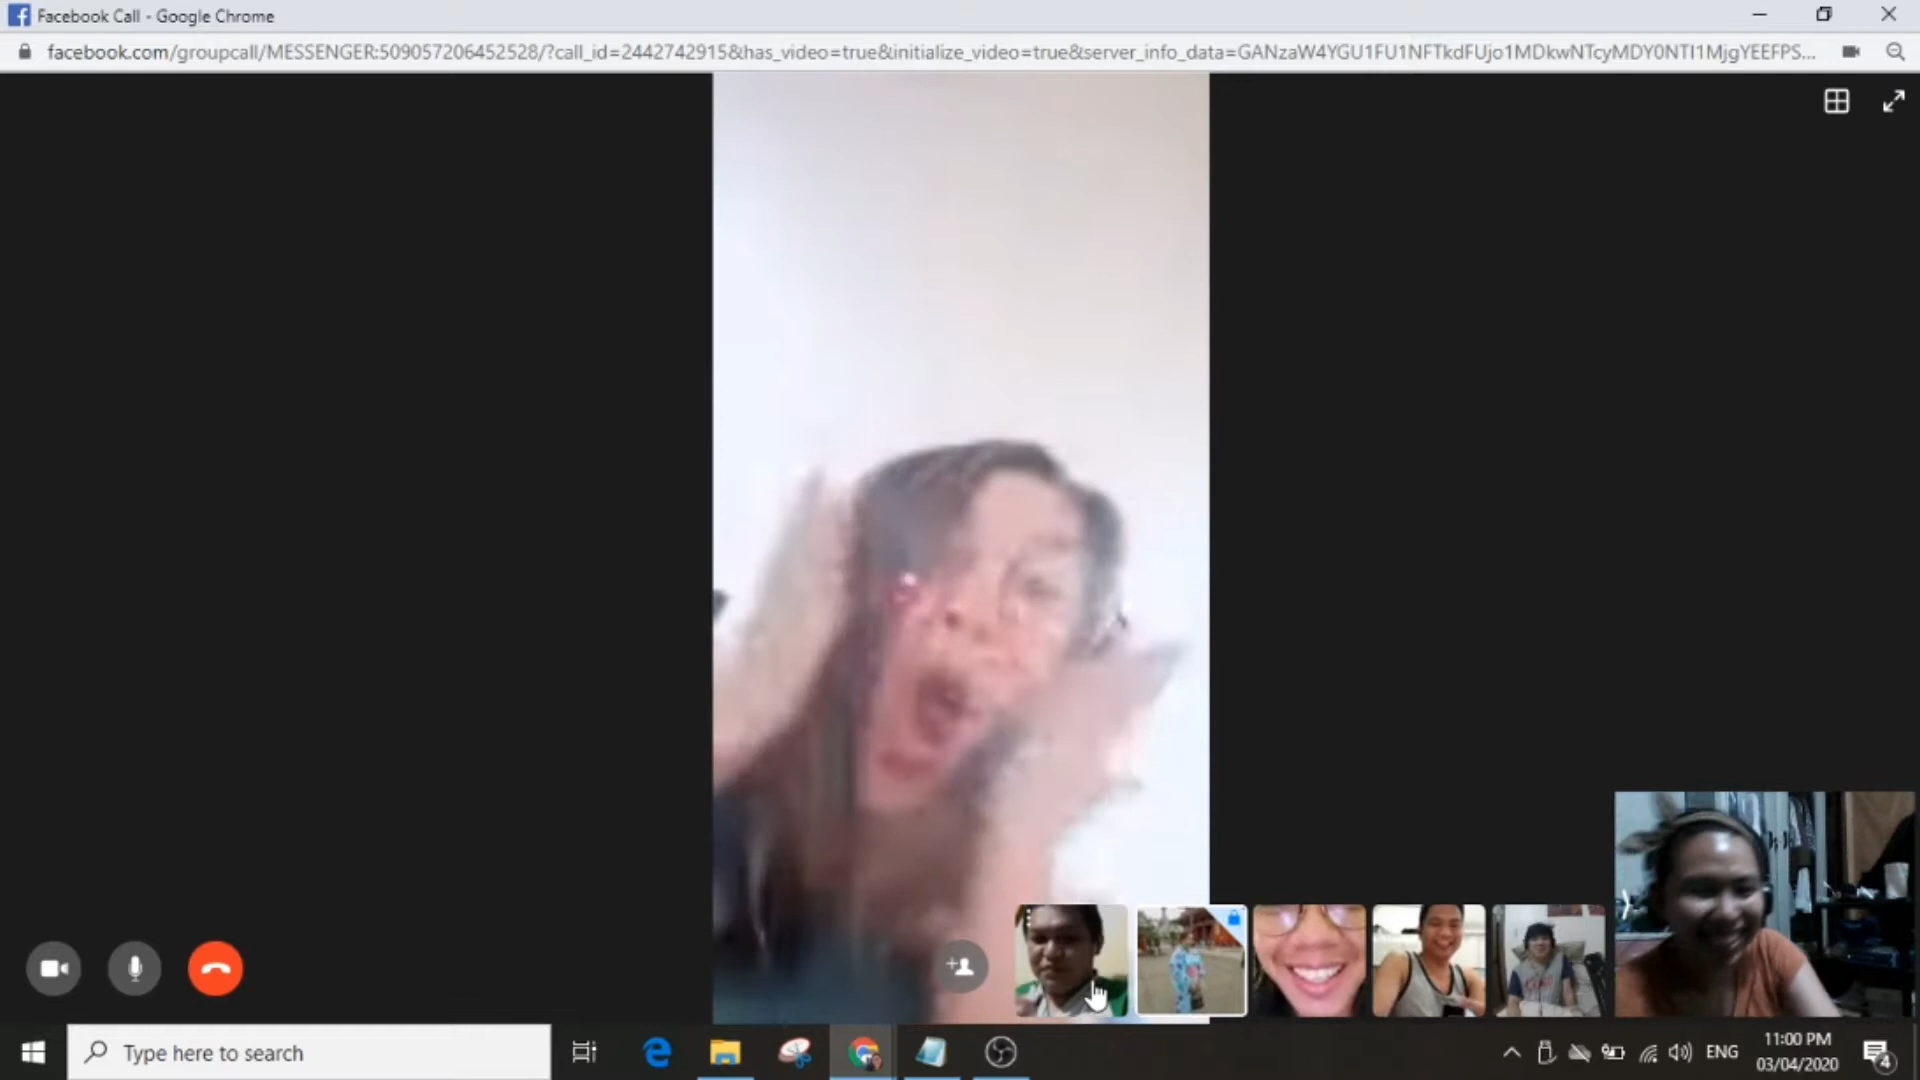 Facebook Call - Google Chrome
facebook.com/groupcall/MESSENGER:509057206452528/?call_id=2442742915&has_video=true&initialize_video=true&server_info_data=GANzaW4YGU1FU1NFTkdFUjo1MDkwNTcyMDY0NTI1MjgYEEFPS...
Type here to search
ENG
11:00 PM
03/04/2020
4